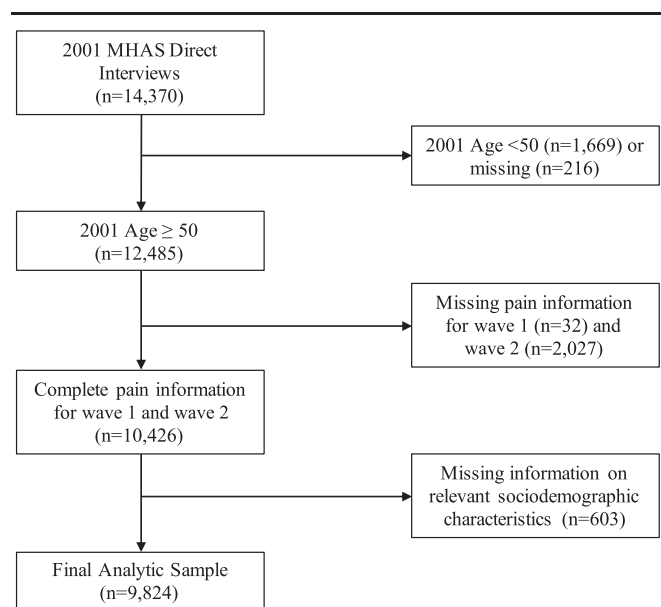 2001 MHAS Direct
Interviews
(n=14,370)
2001 Age <50 (n=1,669) or
missing (n=216)
2001 Age ≥ 50
(n=12,485)
Missing pain information
for wave 1 (n=32) and
wave 2 (n=2,027)
Complete pain information
for wave 1 and wave 2
(n=10,426)
Missing information on
relevant sociodemographic
characteristics (n=603)
Final Analytic Sample
(n=9,824)